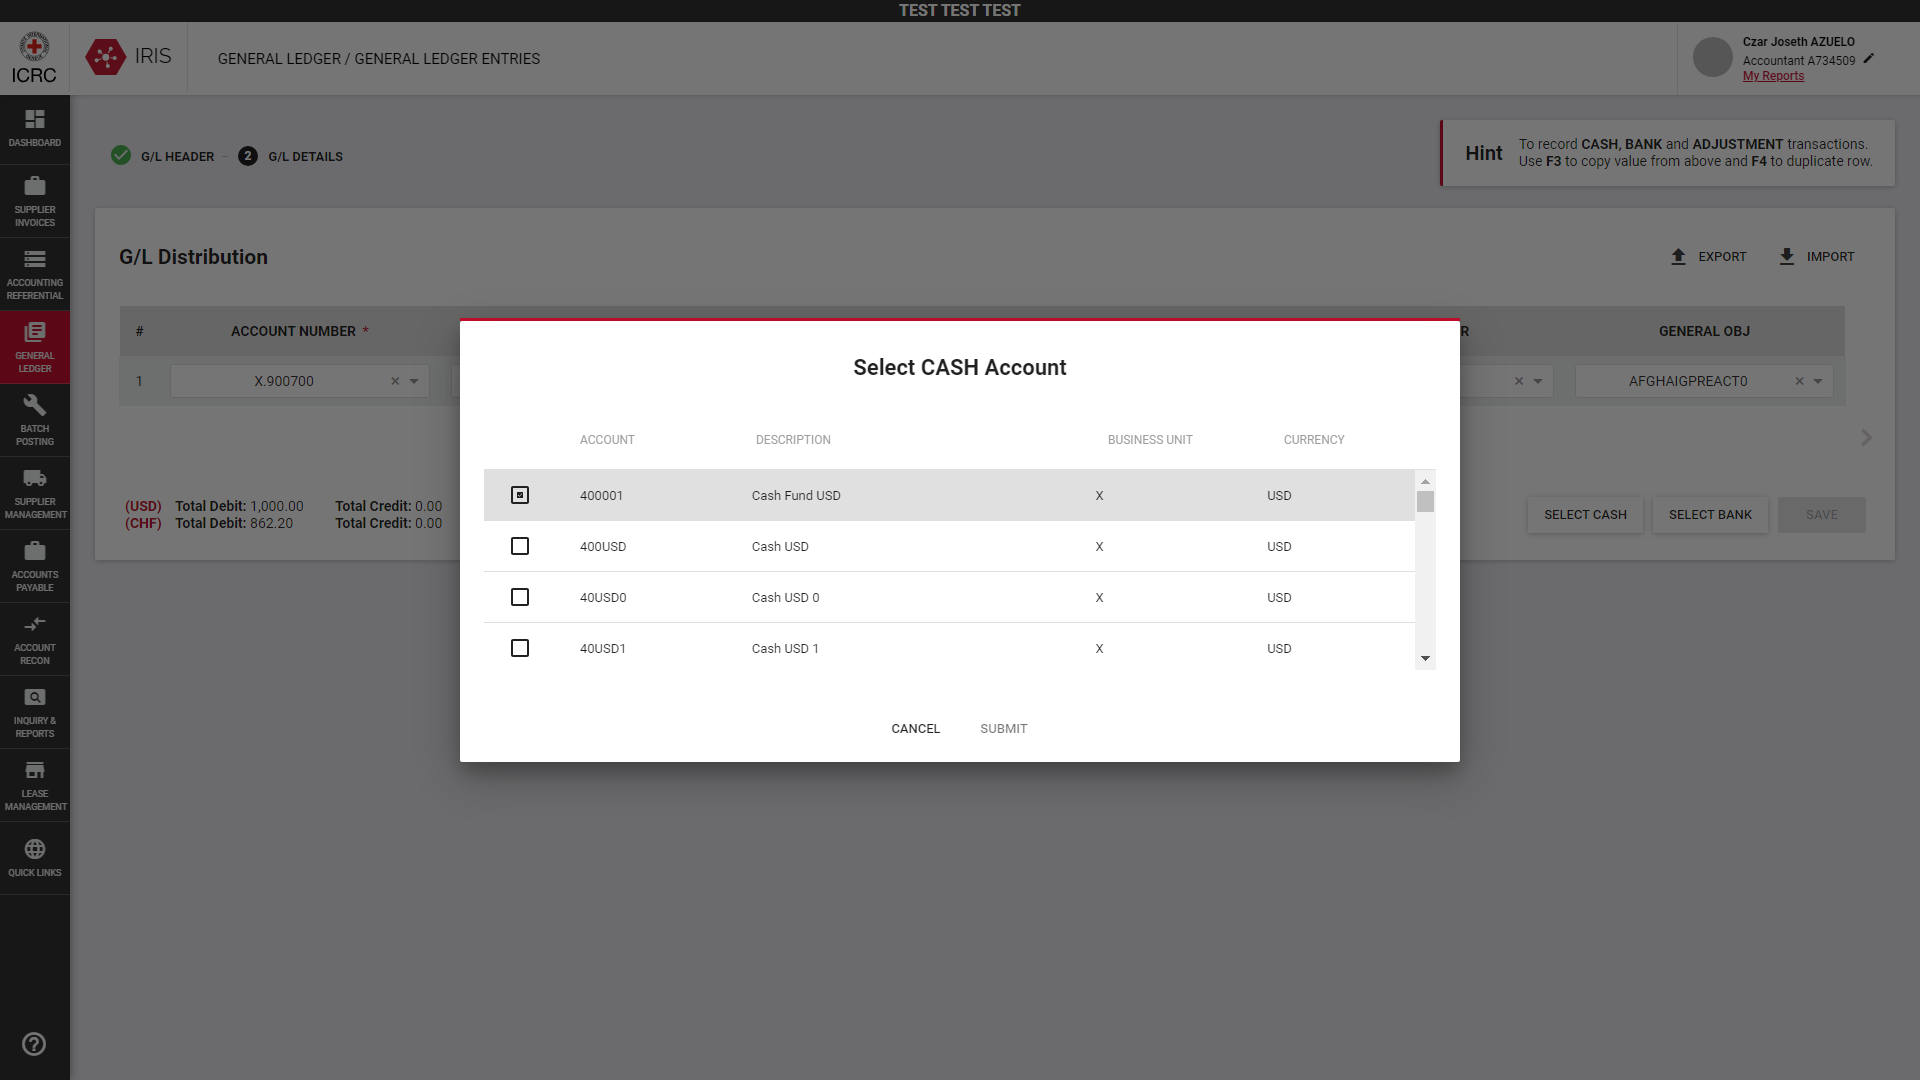 TEST TEST TEST
ICRC
IRIS
GENERAL LEDGER / GENERAL LEDGER ENTRIES
Czar Joseth AZUELO
Accountant A734509
My Reports
DASHBOARD
SUPPLIER
INVOICES
ACCOUNTING
REFERENTIAL
GENERAL
LEDGER
BATCH
POSTING
SUPPLIER
MANAGEMENT
ACCOUNTS
PAYABLE
ACCOUNT
RECON
INQUIRY &
REPORTS
LEASE
MANAGEMENT
QUICK LINKS
G/L HEADER
2 G/L DETAILS
Hint
To record CASH, BANK and ADJUSTMENT transactions.
Use F3 to copy value from above and F4 to duplicate row.
G/L Distribution
EXPORT
IMPORT
# ACCOUNT NUMBER * R GENERAL OBJ
1 X.900700 × × AFGHAIGPREACT0 ×
(USD) Total Debit: 1,000.00 Total Credit: 0.00
(CHF) Total Debit: 862.20 Total Credit: 0.00
SELECT CASH
SELECT BANK
SAVE
Select CASH Account
ACCOUNT DESCRIPTION BUSINESS UNIT CURRENCY
400001 Cash Fund USD X USD
400USD Cash USD X USD
40USD0 Cash USD 0 X USD
40USD1 Cash USD 1 X USD
CANCEL SUBMIT